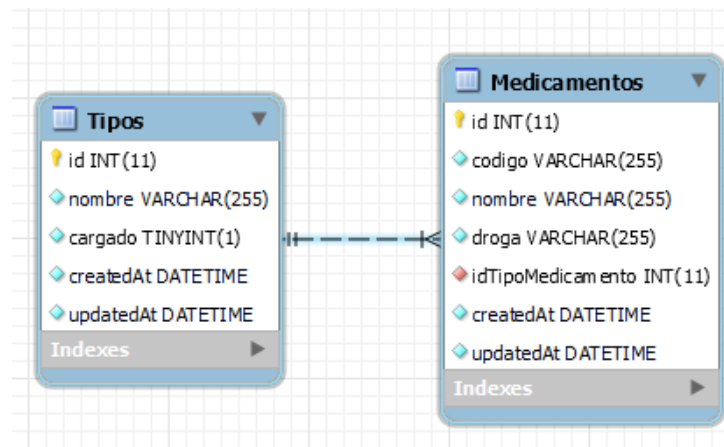 Tipos
id INT(11)
nombre VARCHAR(255)
cargado TINYINT(1)
createdAt DATETIME
updatedAt DATETIME
Indexes
Medicamentos
id INT(11)
codigo VARCHAR(255)
nombre VARCHAR(255)
droga VARCHAR(255)
idTipoMedicamento INT(11)
createdAt DATETIME
updatedAt DATETIME
Indexes